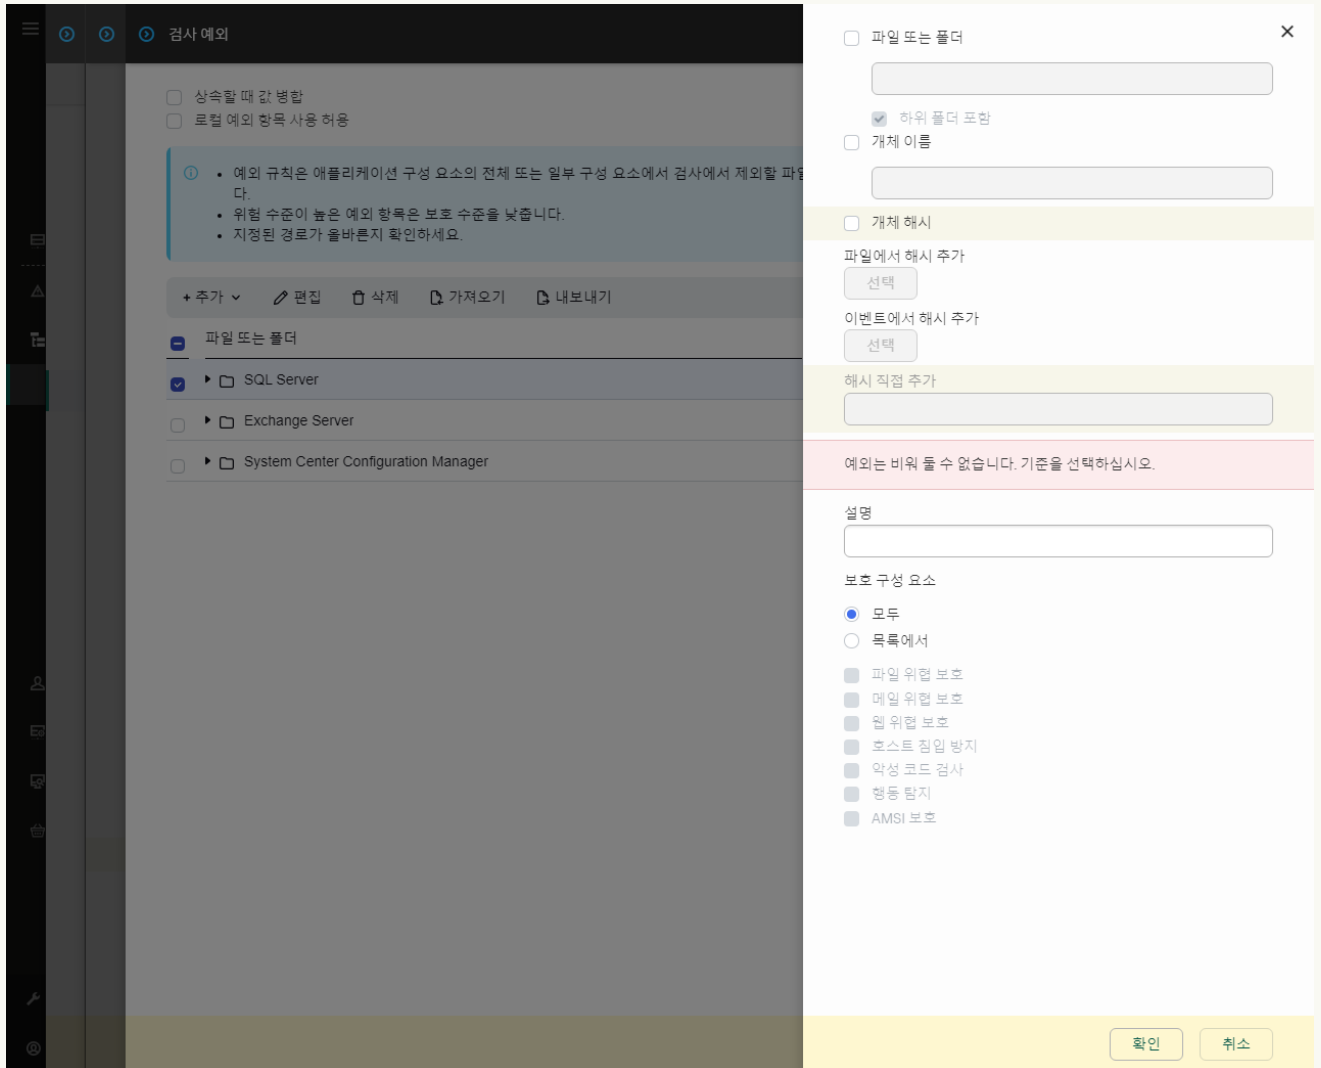 검사 예외
상속할 때 값 병합
로컬 예외 항목 사용 허용
• 예외 규칙은 애플리케이션 구성 요소의 전체 또는 일부 구성 요소에서 검사에서 제외할 파일
다.
• 위험 수준이 높은 예외 항목은 보호 수준을 낮춥니다.
• 지정된 경로가 올바른지 확인하세요.
+ 추가 편집 삭제 가져오기 내보내기
파일 또는 폴더
SQL Server
Exchange Server
System Center Configuration Manager
파일 또는 폴더
하위 폴더 포함
개체 이름
개체 해시
파일에서 해시 추가
선택
이벤트에서 해시 추가
선택
해시 직접 추가
예외는 비워 둘 수 없습니다. 기준을 선택하십시오.
설명
보호 구성 요소
모두
목록에서
파일 위협 보호
메일 위협 보호
웹 위협 보호
호스트 침입 방지
악성 코드 검사
행동 탐지
AMSI 보호
확인 취소